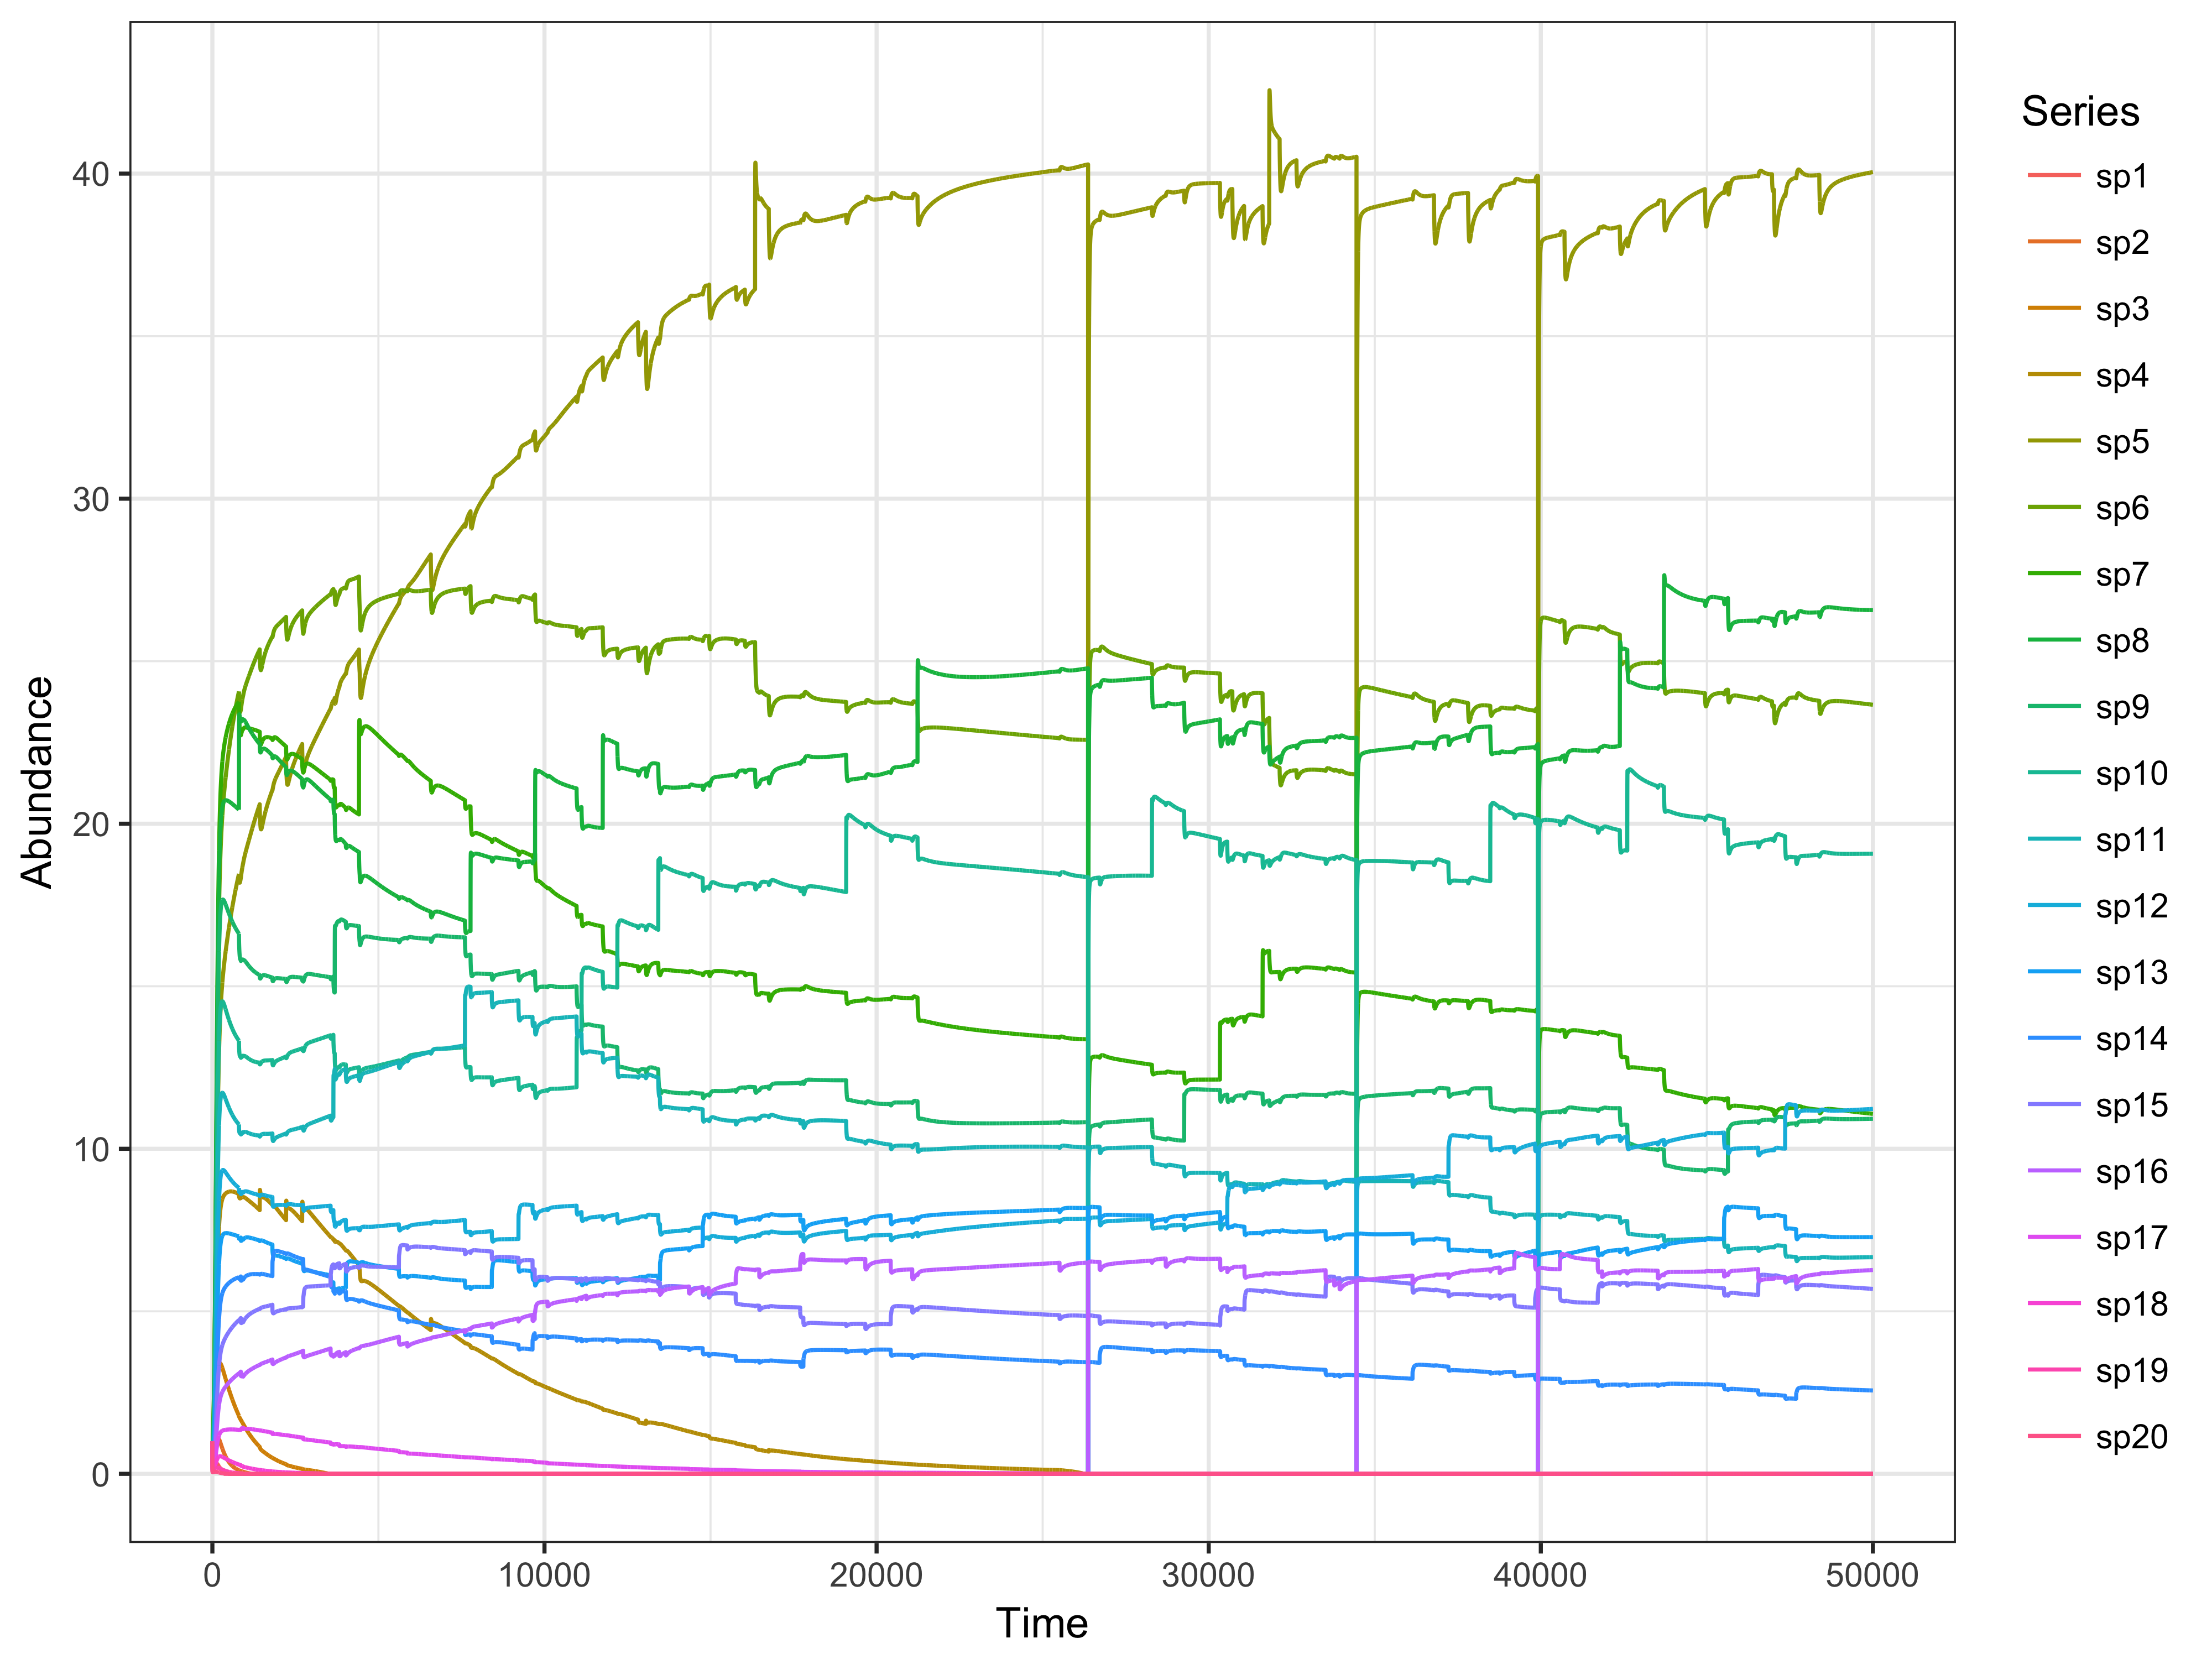 Abundance
40
30
20
10
0
0 10000 20000 30000 40000 50000
Time
Series
sp1
sp2
sp3
sp4
sp5
sp6
sp7
sp8
sp9
sp10
sp11
sp12
sp13
sp14
sp15
sp16
sp17
sp18
sp19
sp20